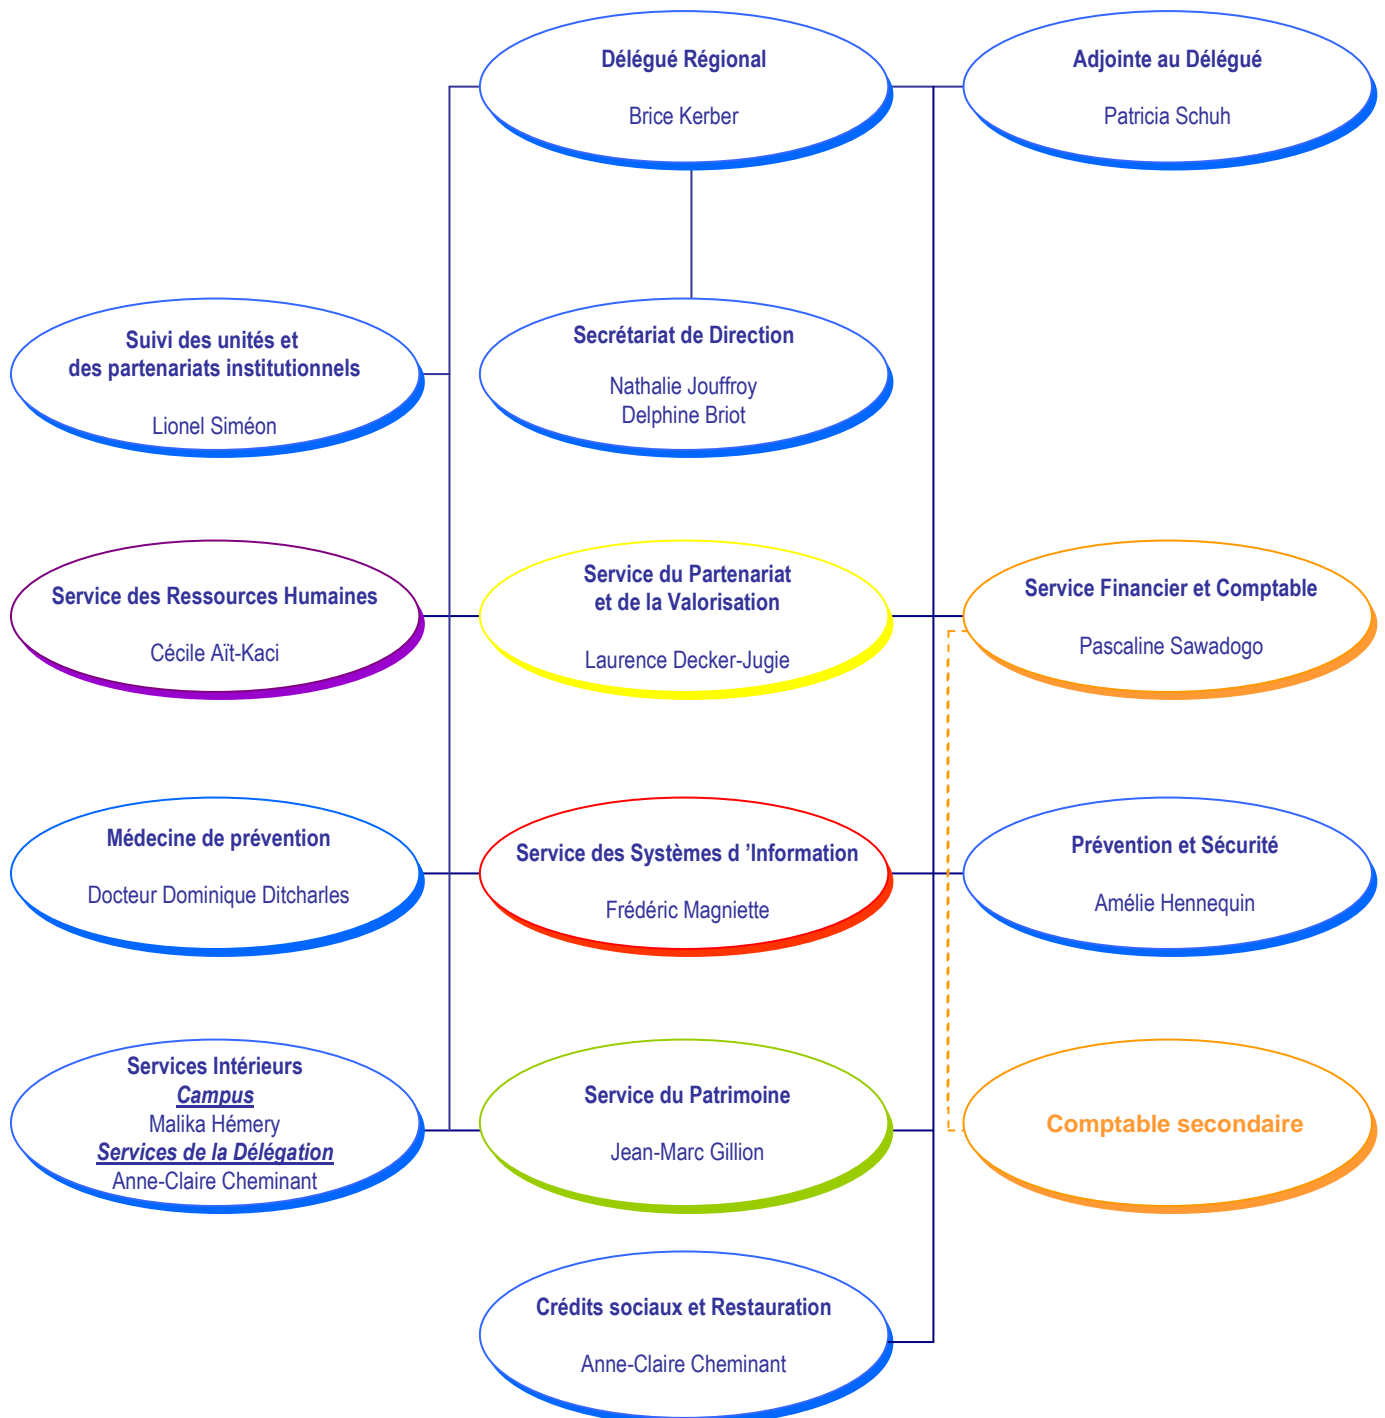 Délégué Régional
Brice Kerber
Adjointe au Délégué
Patricia Schuh
Suivi des unités et
des partenariats institutionnels
Lionel Siméon
Secrétariat de Direction
Nathalie Jouffroy
Delphine Briot
Service des Ressources Humaines
Cécile Aït-Kaci
Service du Partenariat
et de la Valorisation
Laurence Decker-Jugie
Service Financier et Comptable
Pascaline Sawadogo
Médecine de prévention
Docteur Dominique Ditcharles
Service des Systèmes d ’Information
Frédéric Magniette
Prévention et Sécurité
Amélie Hennequin
Services Intérieurs
Campus
Malika Hémery
Services de la Délégation
Anne-Claire Cheminant
Service du Patrimoine
Jean-Marc Gillion
Comptable secondaire
Crédits sociaux et Restauration
Anne-Claire Cheminant